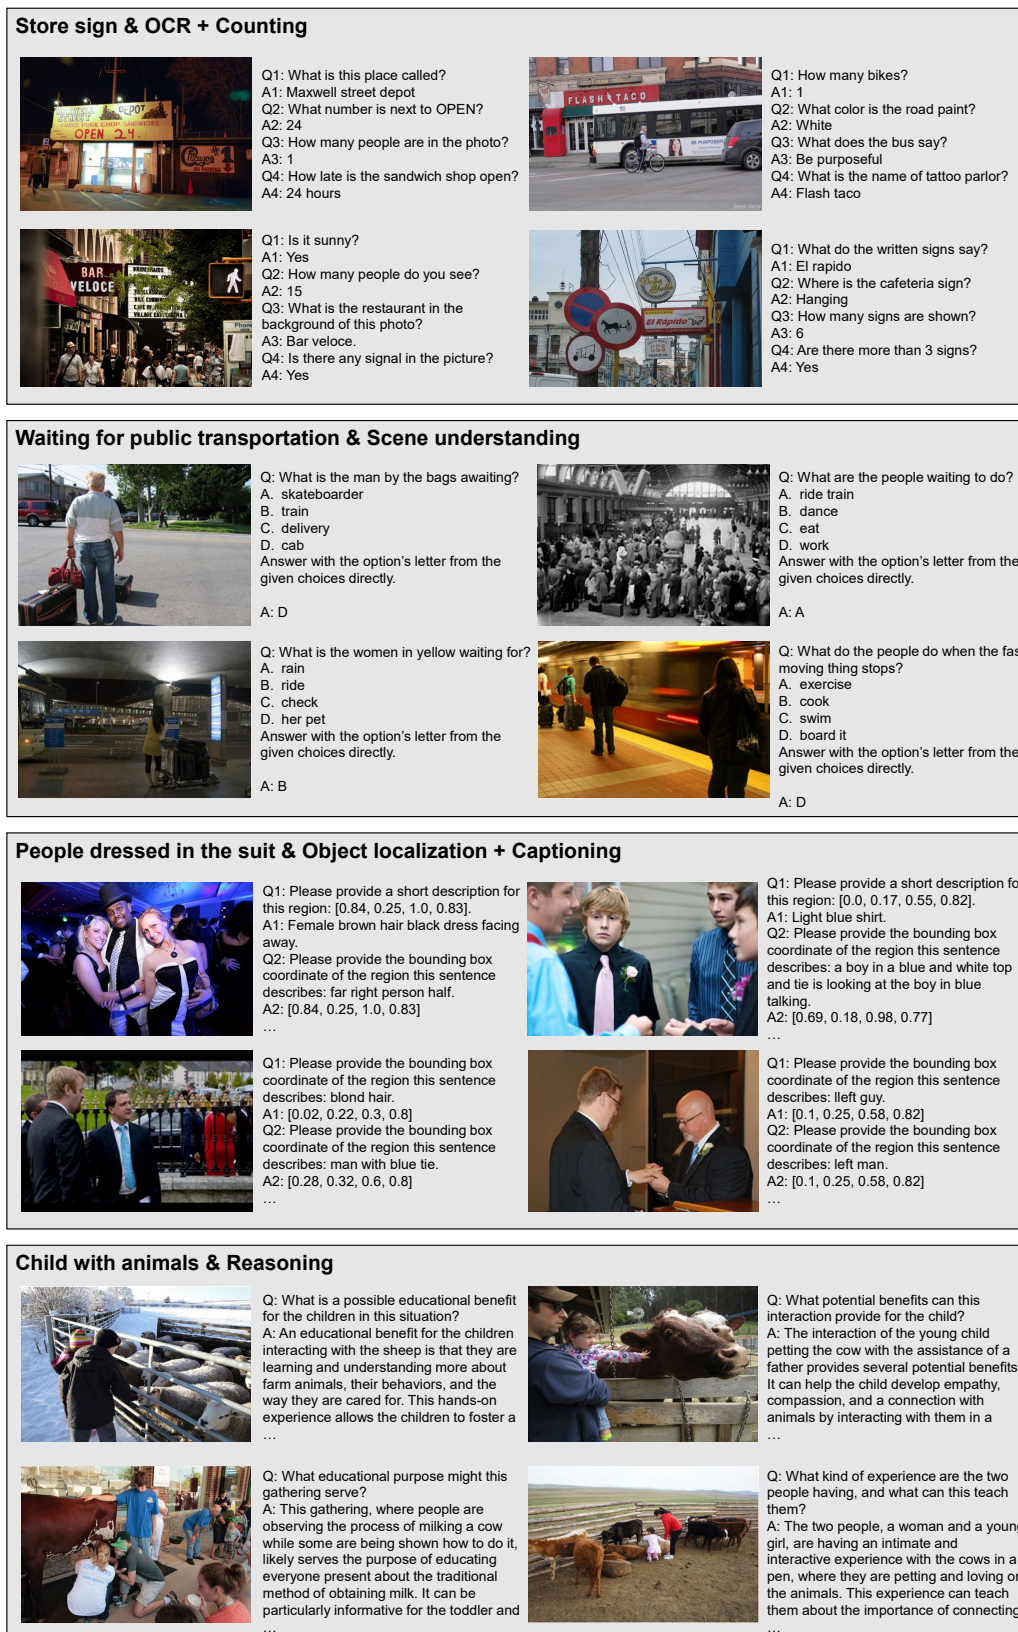 Store sign & OCR + Counting
Q1: What is this place called?
A1: Maxwell street depot
Q2: What number is next to OPEN?
A2: 24
Q3: How many people are in the photo?
A3: 1
Q4: How late is the sandwich shop open?
A4: 24 hours
DEPOT
OPEN 24
Chicago's #1
NO PARKING
Q1: How many bikes?
A1: 1
Q2: What color is the road paint?
A2: White
Q3: What does the bus say?
A3: Be purposeful
Q4: What is the name of tattoo parlor?
A4: Flash taco
FLASH TACO
BE PURPOSEFUL
Q1: Is it sunny?
A1: Yes
Q2: How many people do you see?
A2: 15
Q3: What is the restaurant in the
background of this photo?
A3: Bar veloce.
Q4: Is there any signal in the picture?
A4: Yes
BAR
VELOCE
Phone
Q1: What do the written signs say?
A1: El rapido
Q2: Where is the cafeteria sign?
A2: Hanging
Q3: How many signs are shown?
A3: 6
Q4: Are there more than 3 signs?
A4: Yes
El Rápido
Waiting for public transportation & Scene understanding
Q: What is the man by the bags awaiting?
A. skateboarder
B. train
C. delivery
D. cab
Answer with the option's letter from the
given choices directly.
A: D
Q: What are the people waiting to do?
A. ride train
B. dance
C. eat
D. work
Answer with the option's letter from the
given choices directly.
A: A
Q: What is the women in yellow waiting for?
A. rain
B. ride
C. check
D. her pet
Answer with the option's letter from the
given choices directly.
A: B
Q: What do the people do when the fas
moving thing stops?
A. exercise
B. cook
C. swim
D. board it
Answer with the option's letter from the
given choices directly.
A: D
People dressed in the suit & Object localization + Captioning
Q1: Please provide a short description for
this region: [0.84, 0.25, 1.0, 0.83].
A1: Female brown hair black dress facing
away.
Q2: Please provide the bounding box
coordinate of the region this sentence
describes: far right person half.
A2: [0.84, 0.25, 1.0, 0.83]
…
Q1: Please provide a short description fo
this region: [0.0, 0.17, 0.55, 0.82].
A1: Light blue shirt.
Q2: Please provide the bounding box
coordinate of the region this sentence
describes: a boy in a blue and white top
and tie is looking at the boy in blue
talking.
A2: [0.69, 0.18, 0.98, 0.77]
…
Q1: Please provide the bounding box
coordinate of the region this sentence
describes: blond hair.
A1: [0.02, 0.22, 0.3, 0.8]
Q2: Please provide the bounding box
coordinate of the region this sentence
describes: man with blue tie.
A2: [0.28, 0.32, 0.6, 0.8]
…
Q1: Please provide the bounding box
coordinate of the region this sentence
describes: lleft guy.
A1: [0.1, 0.25, 0.58, 0.82]
Q2: Please provide the bounding box
coordinate of the region this sentence
describes: left man.
A2: [0.1, 0.25, 0.58, 0.82]
…
Child with animals & Reasoning
Q: What is a possible educational benefit
for the children in this situation?
A: An educational benefit for the children
interacting with the sheep is that they are
learning and understanding more about
farm animals, their behaviors, and the
way they are cared for. This hands-on
experience allows the children to foster a
…
Q: What potential benefits can this
interaction provide for the child?
A: The interaction of the young child
petting the cow with the assistance of a
father provides several potential benefits
It can help the child develop empathy,
compassion, and a connection with
animals by interacting with them in a
…
Q: What educational purpose might this
gathering serve?
A: This gathering, where people are
observing the process of milking a cow
while some are being shown how to do it,
likely serves the purpose of educating
everyone present about the traditional
method of obtaining milk. It can be
particularly informative for the toddler and
…
Q: What kind of experience are the two
people having, and what can this teach
them?
A: The two people, a woman and a young
girl, are having an intimate and
interactive experience with the cows in a
pen, where they are petting and loving on
the animals. This experience can teach
them about the importance of connecting
…